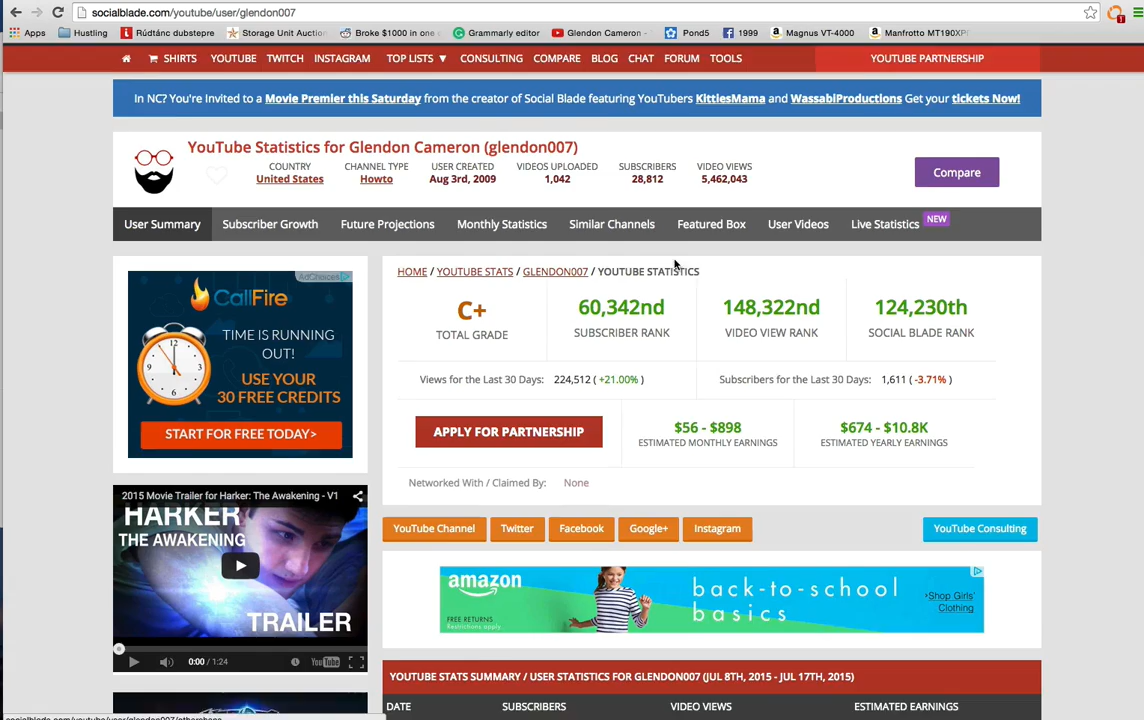 socialblade.com/youtube/user/glendon007
Apps Hustling Rúdtánc dubstepre Storage Unit Auctio Broke $1000 in one Grammarly editor Glendon Cameron - Pond5 1999 Magnus VT-4000 Manfrotto MT190XP
SHIRTS YOUTUBE TWITCH INSTAGRAM TOP LISTS ▼ CONSULTING COMPARE BLOG CHAT FORUM TOOLS YOUTUBE PARTNERSHIP
In NC? You're Invited to a Movie Premier this Saturday from the creator of Social Blade featuring YouTubers KittiesMama and WassabiProductions Get your tickets Now!
YouTube Statistics for Glendon Cameron (glendon007)
COUNTRY CHANNEL TYPE USER CREATED VIDEOS UPLOADED SUBSCRIBERS VIDEO VIEWS
United States Howto Aug 3rd, 2009 1,042 28,812 5,462,043
Compare
User Summary Subscriber Growth Future Projections Monthly Statistics Similar Channels Featured Box User Videos Live Statistics NEW
AdChoices
CallFire
TIME IS RUNNING
OUT!
USE YOUR
30 FREE CREDITS
START FOR FREE TODAY>
HOME / YOUTUBE STATS / GLENDON007 / YOUTUBE STATISTICS
C+ 60,342nd 148,322nd 124,230th
TOTAL GRADE SUBSCRIBER RANK VIDEO VIEW RANK SOCIAL BLADE RANK
Views for the Last 30 Days: 224,512 ( +21.00% ) Subscribers for the Last 30 Days: 1,611 ( -3.71% )
APPLY FOR PARTNERSHIP $56 - $898 $674 - $10.8K
ESTIMATED MONTHLY EARNINGS ESTIMATED YEARLY EARNINGS
Networked With / Claimed By: None
2015 Movie Trailer for Harker: The Awakening - V1
HARKER
THE AWAKENING
TRAILER
0:00 / 1:24 YouTube
YouTube Channel Twitter Facebook Google+ Instagram YouTube Consulting
amazon
FREE RETURNS
Restrictions apply
back-to-school
basics
›Shop Girls'
Clothing
YOUTUBE STATS SUMMARY / USER STATISTICS FOR GLENDON007 (JUL 8TH, 2015 - JUL 17TH, 2015)
DATE SUBSCRIBERS VIDEO VIEWS ESTIMATED EARNINGS